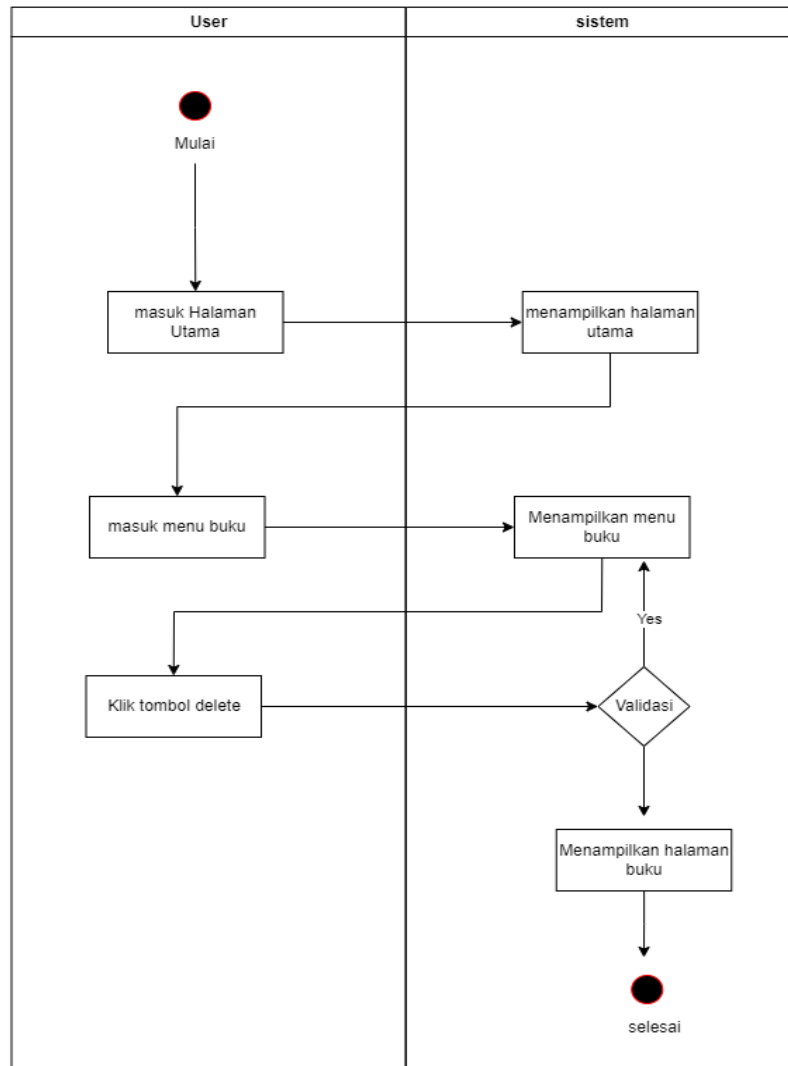 User
sistem
Mulai
masuk Halaman
Utama
menampilkan halaman
utama
masuk menu buku
Menampilkan menu
buku
Yes
Klik tombol delete
Validasi
Menampilkan halaman
buku
selesai